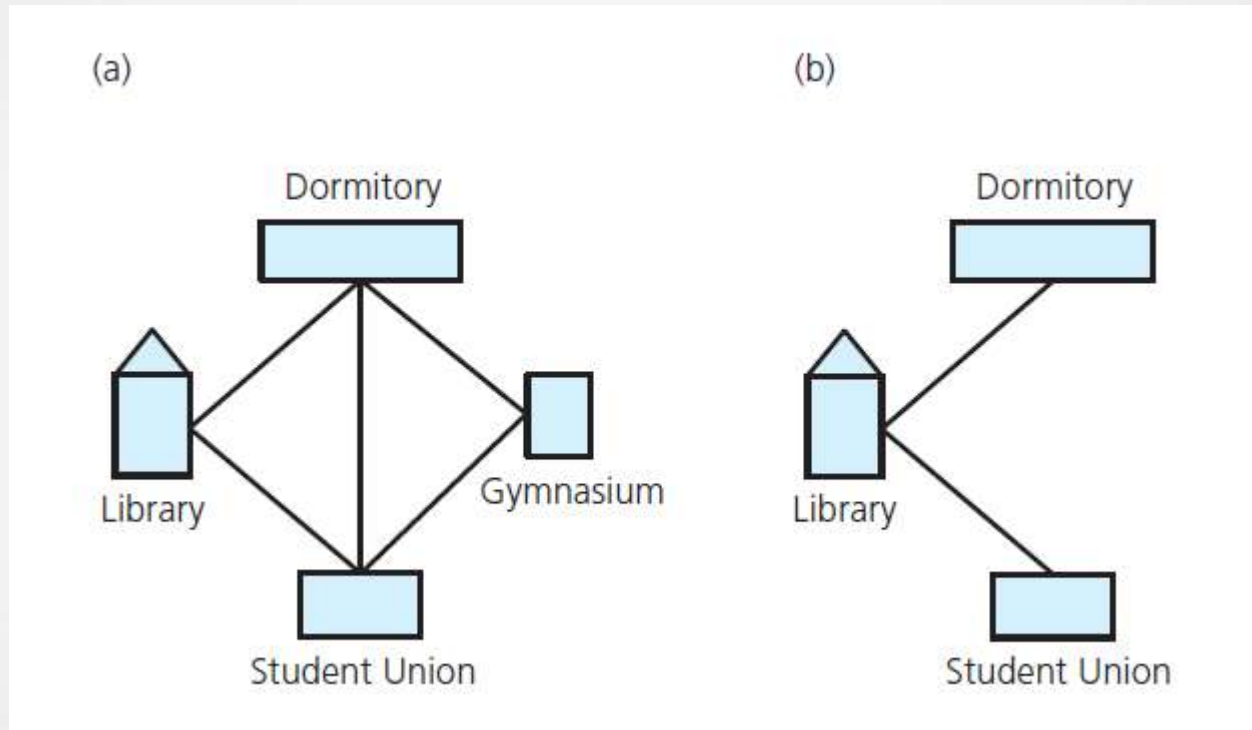 (a)
Dormitory
Library
Gymnasium
Student Union
(b)
Dormitory
Library
Student Union